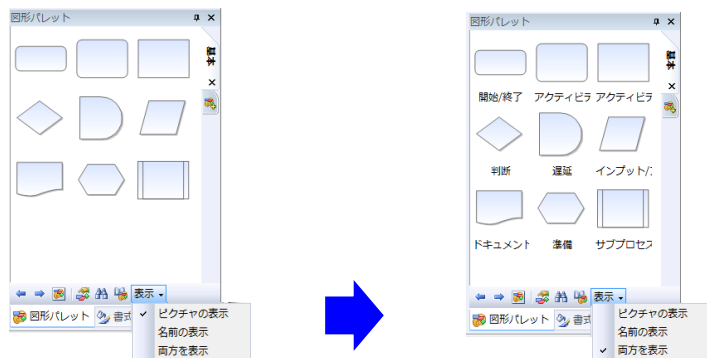 図形パレット
基本
表示
図形パレット
書式
ピクチャの表示
名前の表示
両方を表示
図形パレット
基本
開始/終了 アクティビラ アクティビラ
判断 遅延 インプット/
ドキュメント 準備 サブプロセス
表示
図形パレット
書
ピクチャの表示
名前の表示
両方を表示